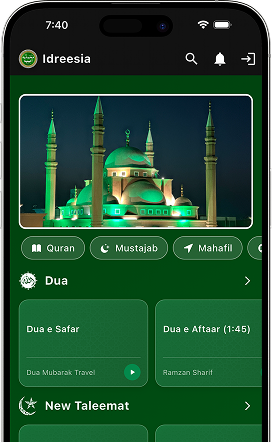 7:40
Idreesia
Quran
Mustajab
Mahafil
Dua
Dua e Safar
Dua e Aftaar (1:45)
Dua Mubarak Travel
Ramzan Sharif
New Taleemat